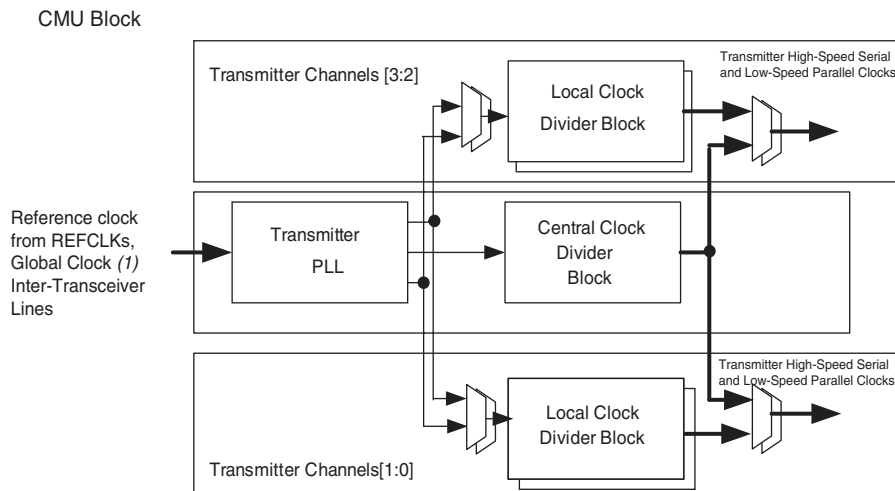 CMU Block
Transmitter Channels [3:2]
Local Clock
Divider Block
Transmitter High-Speed Serial
and Low-Speed Parallel Clocks
Reference clock
from REFCLKs,
Global Clock (1)
Inter-Transceiver
Lines
Transmitter
PLL
Central Clock
Divider
Block
Transmitter High-Speed Serial
and Low-Speed Parallel Clocks
Local Clock
Divider Block
Transmitter Channels[1:0]